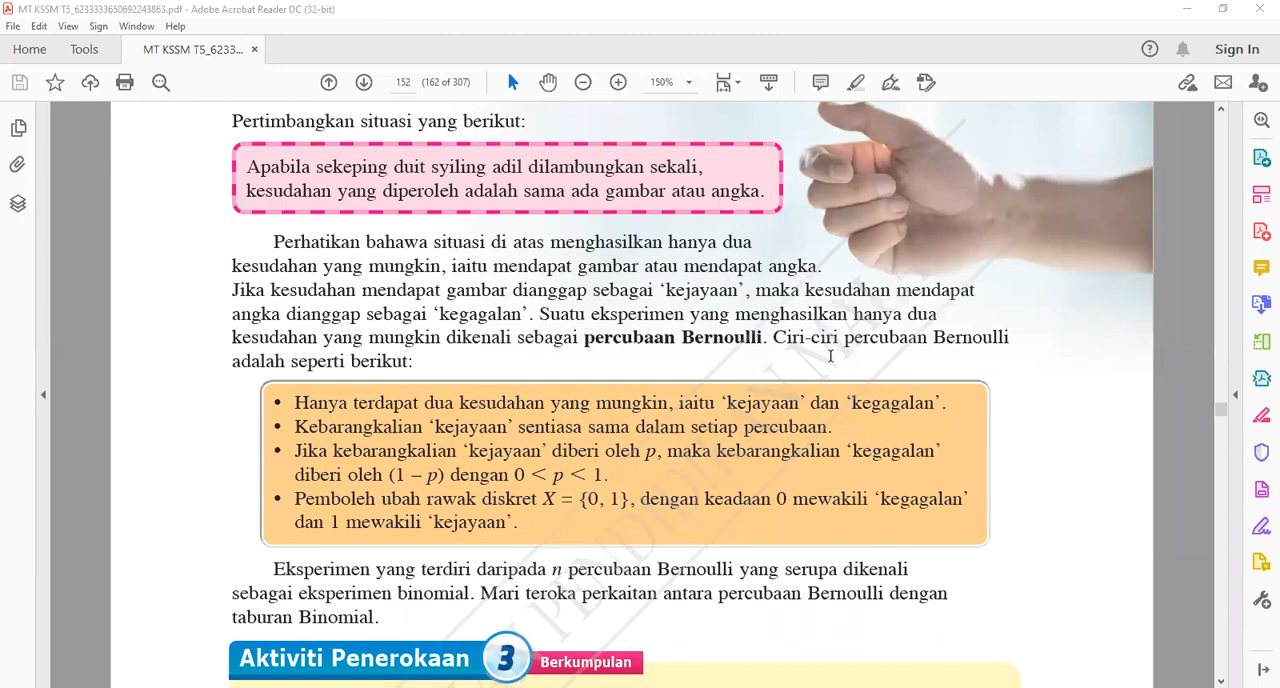 MT KSSM T5_6233333650692243863.pdf - Adobe Acrobat Reader DC (32-bit)
File Edit View Sign Window Help
Home Tools MT KSSM T5_6233... × Sign In
152 (162 of 307) 150%
Pertimbangkan situasi yang berikut:
Apabila sekeping duit syiling adil dilambungkan sekali,
kesudahan yang diperoleh adalah sama ada gambar atau angka.
Perhatikan bahawa situasi di atas menghasilkan hanya dua
kesudahan yang mungkin, iaitu mendapat gambar atau mendapat angka.
Jika kesudahan mendapat gambar dianggap sebagai ‘kejayaan’, maka kesudahan mendapat
angka dianggap sebagai ‘kegagalan’. Suatu eksperimen yang menghasilkan hanya dua
kesudahan yang mungkin dikenali sebagai percubaan Bernoulli. Ciri-ciri percubaan Bernoulli
adalah seperti berikut:
• Hanya terdapat dua kesudahan yang mungkin, iaitu ‘kejayaan’ dan ‘kegagalan’.
• Kebarangkalian ‘kejayaan’ sentiasa sama dalam setiap percubaan.
• Jika kebarangkalian ‘kejayaan’ diberi oleh p, maka kebarangkalian ‘kegagalan’
diberi oleh (1 – p) dengan 0 < p < 1.
• Pemboleh ubah rawak diskret X = {0, 1}, dengan keadaan 0 mewakili ‘kegagalan’
dan 1 mewakili ‘kejayaan’.
Eksperimen yang terdiri daripada n percubaan Bernoulli yang serupa dikenali
sebagai eksperimen binomial. Mari teroka perkaitan antara percubaan Bernoulli dengan
taburan Binomial.
Aktiviti Penerokaan 3 Berkumpulan